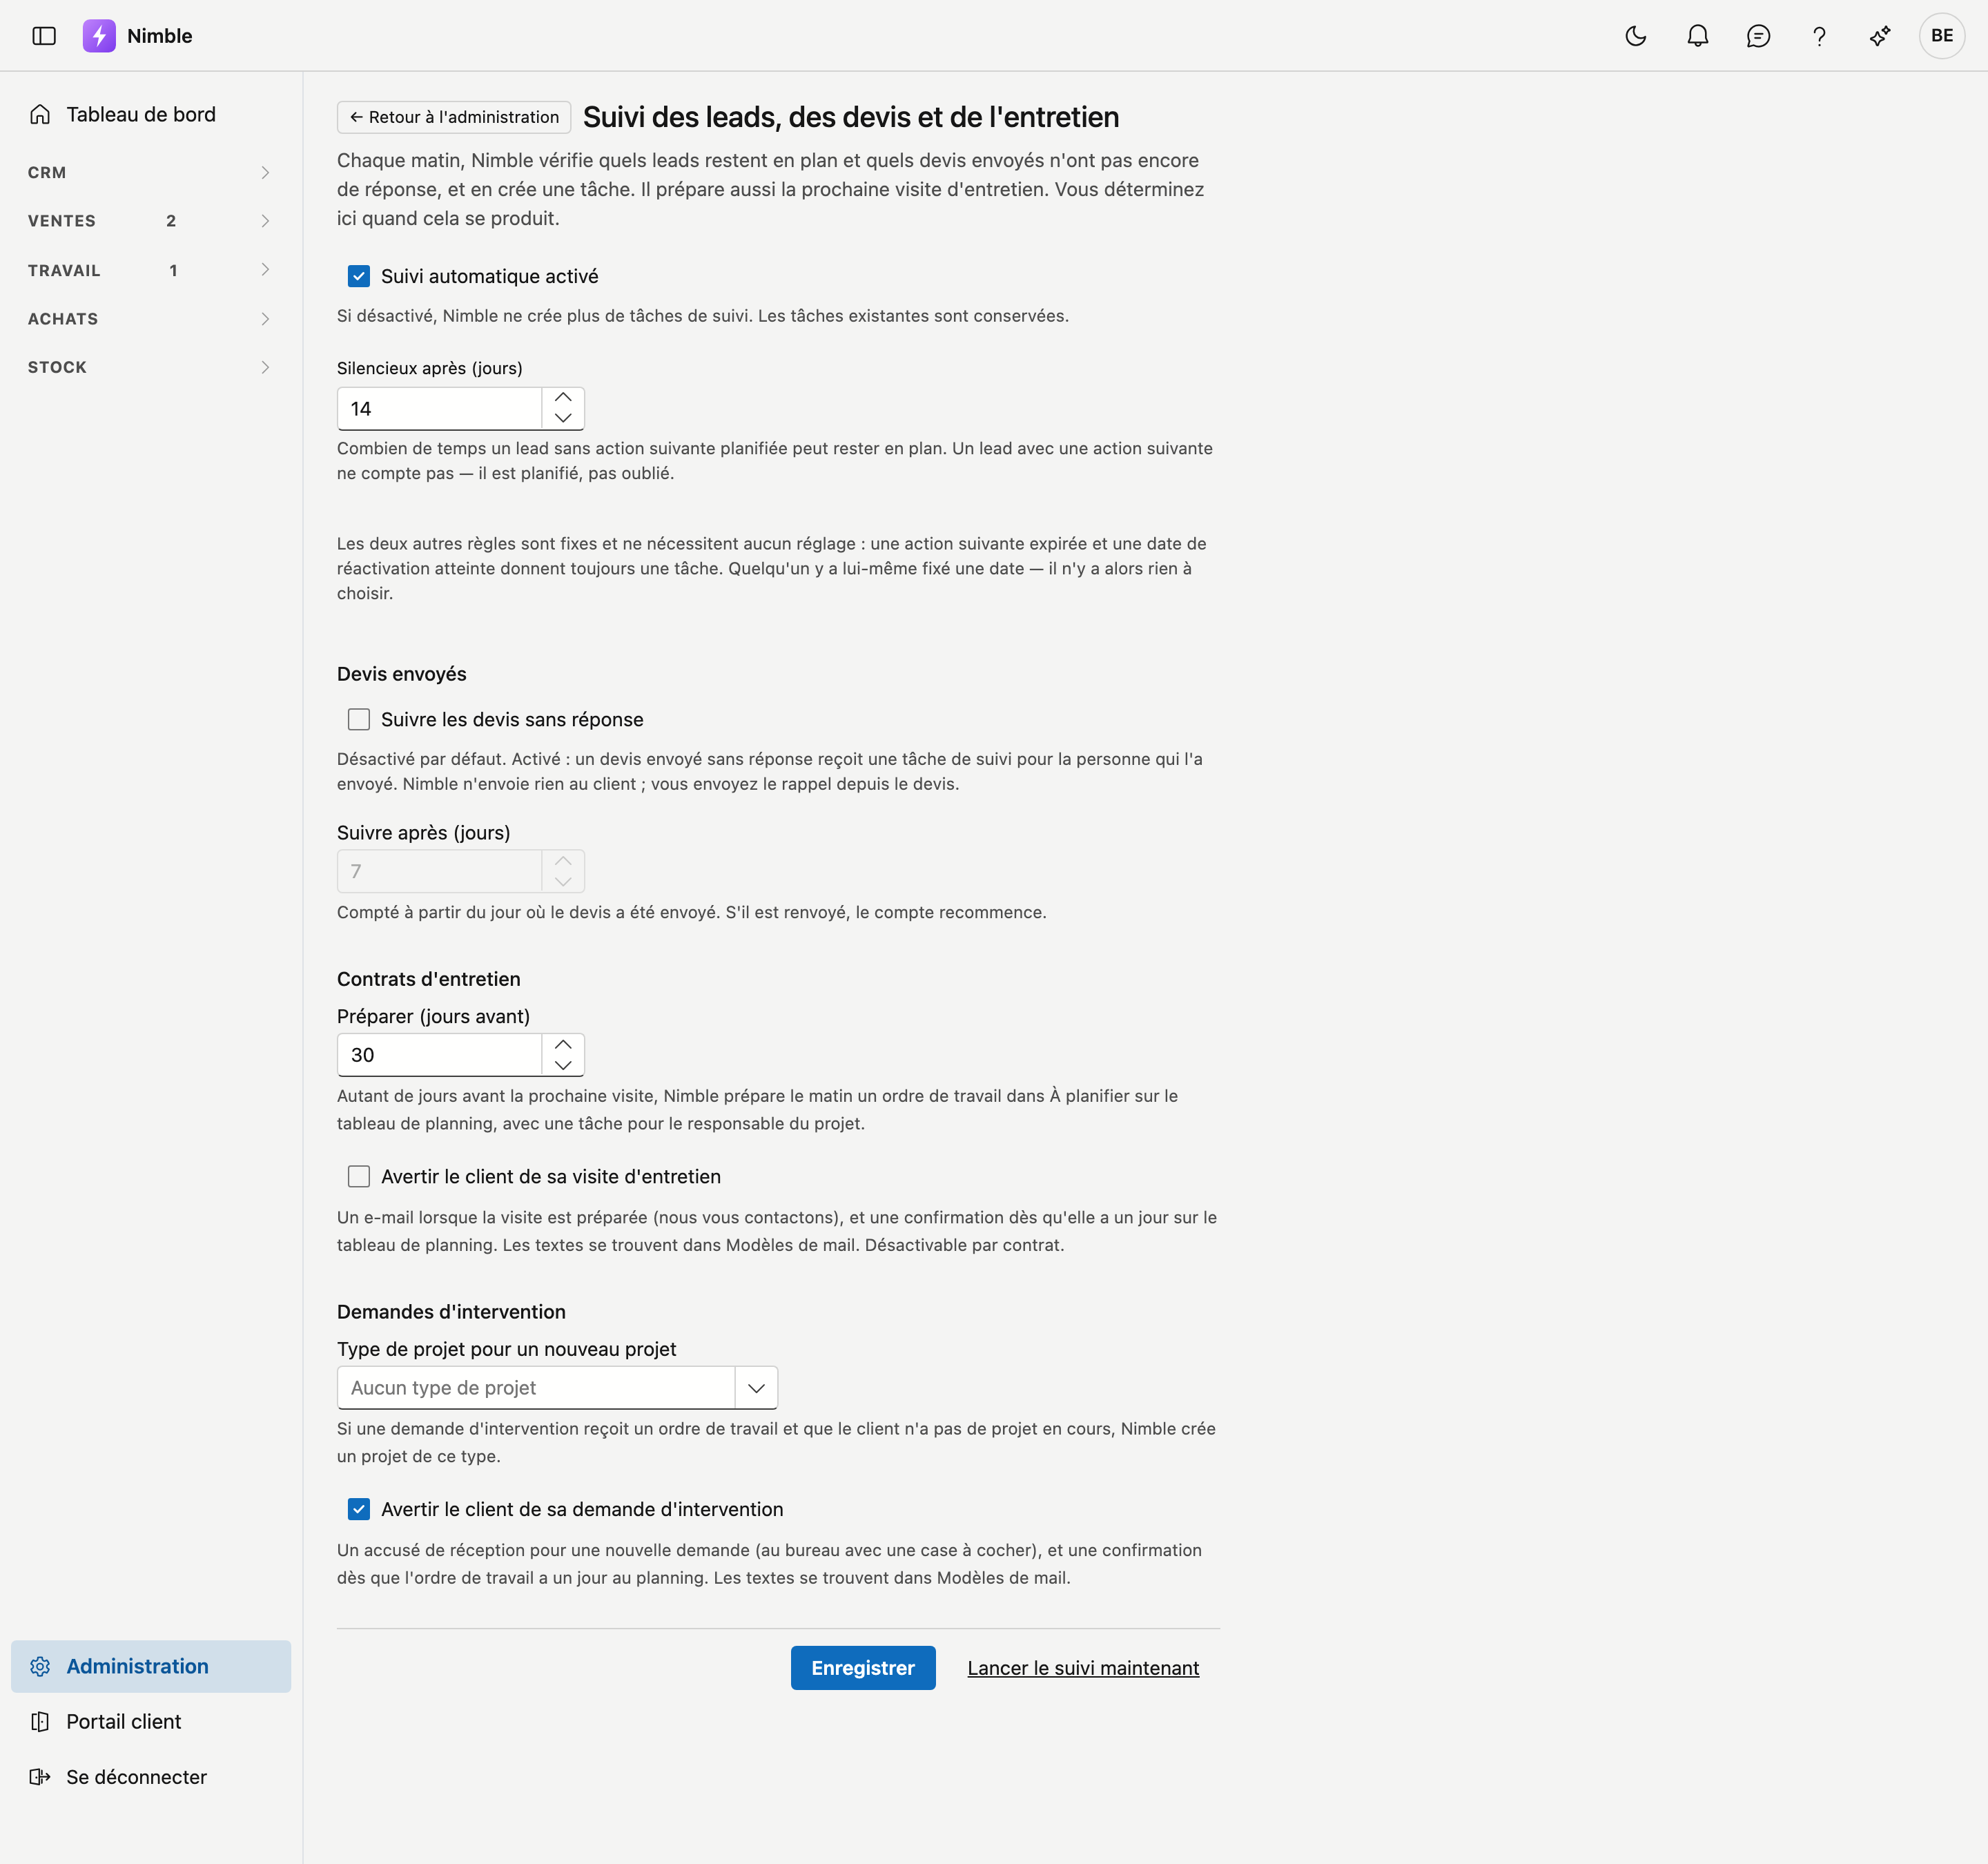 Nimble
BE
Tableau de bord
CRM
VENTES 2
TRAVAIL 1
ACHATS
STOCK
Administration
Portail client
Se déconnecter
← Retour à l'administration
Suivi des leads, des devis et de l'entretien
Chaque matin, Nimble vérifie quels leads restent en plan et quels devis envoyés n'ont pas encore
de réponse, et en crée une tâche. Il prépare aussi la prochaine visite d'entretien. Vous déterminez
ici quand cela se produit.
Suivi automatique activé
Si désactivé, Nimble ne crée plus de tâches de suivi. Les tâches existantes sont conservées.
Silencieux après (jours)
14
Combien de temps un lead sans action suivante planifiée peut rester en plan. Un lead avec une action suivante
ne compte pas — il est planifié, pas oublié.
Les deux autres règles sont fixes et ne nécessitent aucun réglage : une action suivante expirée et une date de
réactivation atteinte donnent toujours une tâche. Quelqu'un y a lui-même fixé une date — il n'y a alors rien à
choisir.
Devis envoyés
Suivre les devis sans réponse
Désactivé par défaut. Activé : un devis envoyé sans réponse reçoit une tâche de suivi pour la personne qui l'a
envoyé. Nimble n'envoie rien au client ; vous envoyez le rappel depuis le devis.
Suivre après (jours)
7
Compté à partir du jour où le devis a été envoyé. S'il est renvoyé, le compte recommence.
Contrats d'entretien
Préparer (jours avant)
30
Autant de jours avant la prochaine visite, Nimble prépare le matin un ordre de travail dans À planifier sur le
tableau de planning, avec une tâche pour le responsable du projet.
Avertir le client de sa visite d'entretien
Un e-mail lorsque la visite est préparée (nous vous contactons), et une confirmation dès qu'elle a un jour sur le
tableau de planning. Les textes se trouvent dans Modèles de mail. Désactivable par contrat.
Demandes d'intervention
Type de projet pour un nouveau projet
Aucun type de projet
Si une demande d'intervention reçoit un ordre de travail et que le client n'a pas de projet en cours, Nimble crée
un projet de ce type.
Avertir le client de sa demande d'intervention
Un accusé de réception pour une nouvelle demande (au bureau avec une case à cocher), et une confirmation
dès que l'ordre de travail a un jour au planning. Les textes se trouvent dans Modèles de mail.
Enregistrer
Lancer le suivi maintenant